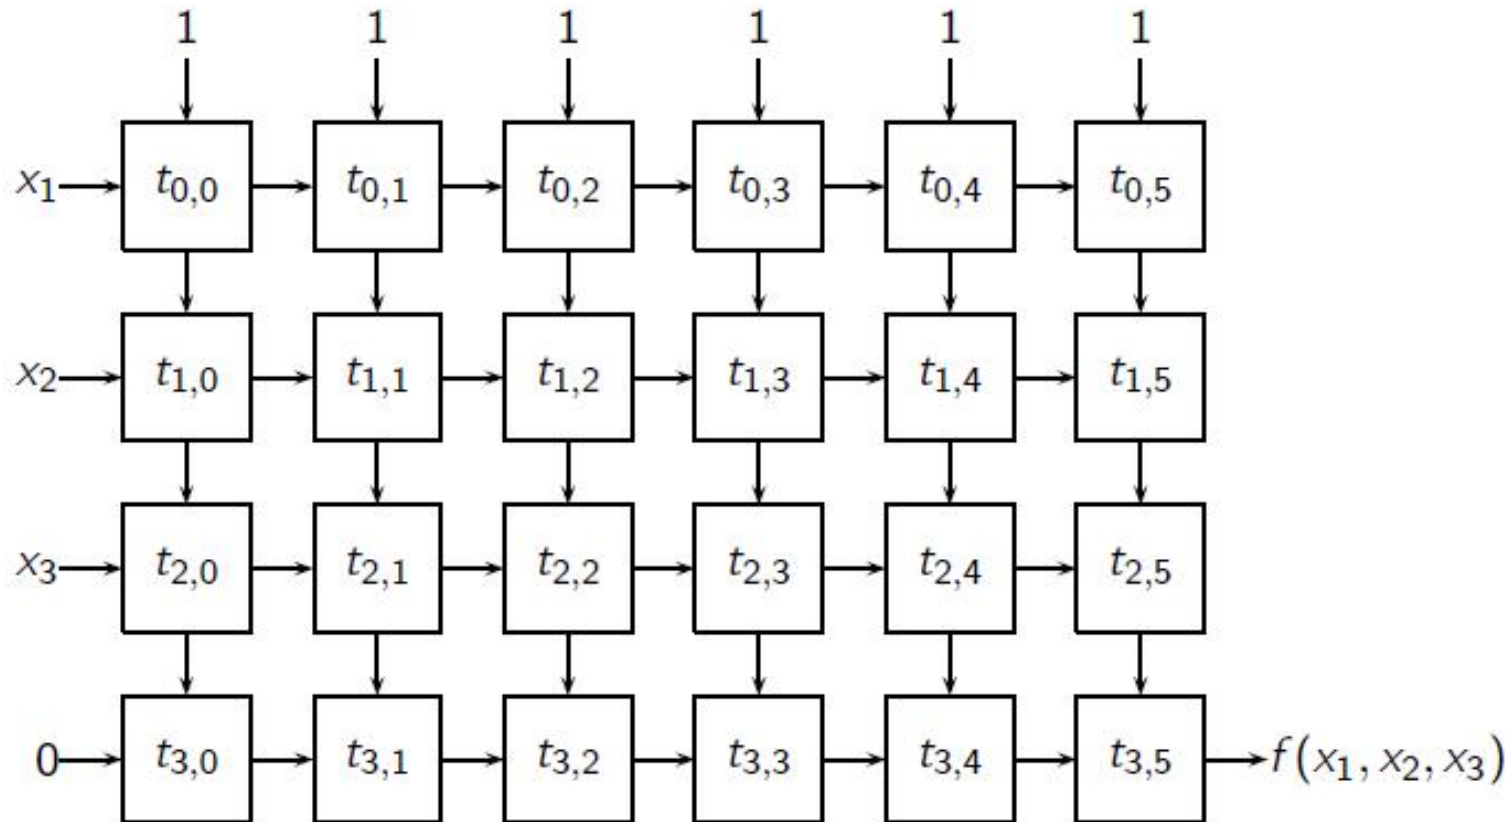 1 1 1 1 1 1
x₁ t₀,₀ t₀,₁ t₀,₂ t₀,₃ t₀,₄ t₀,₅
x₂ t₁,₀ t₁,₁ t₁,₂ t₁,₃ t₁,₄ t₁,₅
x₃ t₂,₀ t₂,₁ t₂,₂ t₂,₃ t₂,₄ t₂,₅
0 t₃,₀ t₃,₁ t₃,₂ t₃,₃ t₃,₄ t₃,₅ f(x₁, x₂, x₃)